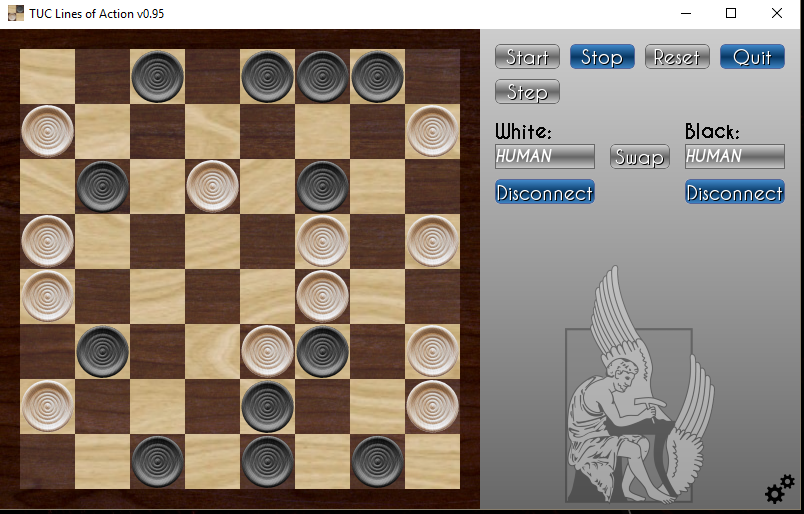 TUC Lines of Action v0.95
Start Stop Reset Quit
Step
White: Black:
HUMAN Swap HUMAN
Disconnect Disconnect